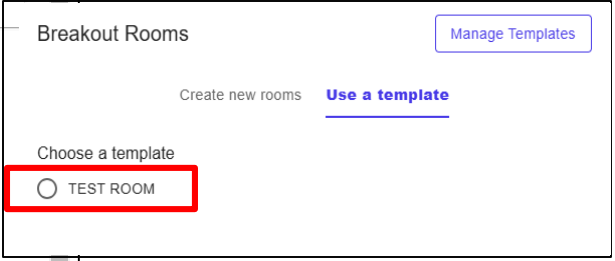 Breakout Rooms
Manage Templates
Create new rooms Use a template
Choose a template
TEST ROOM